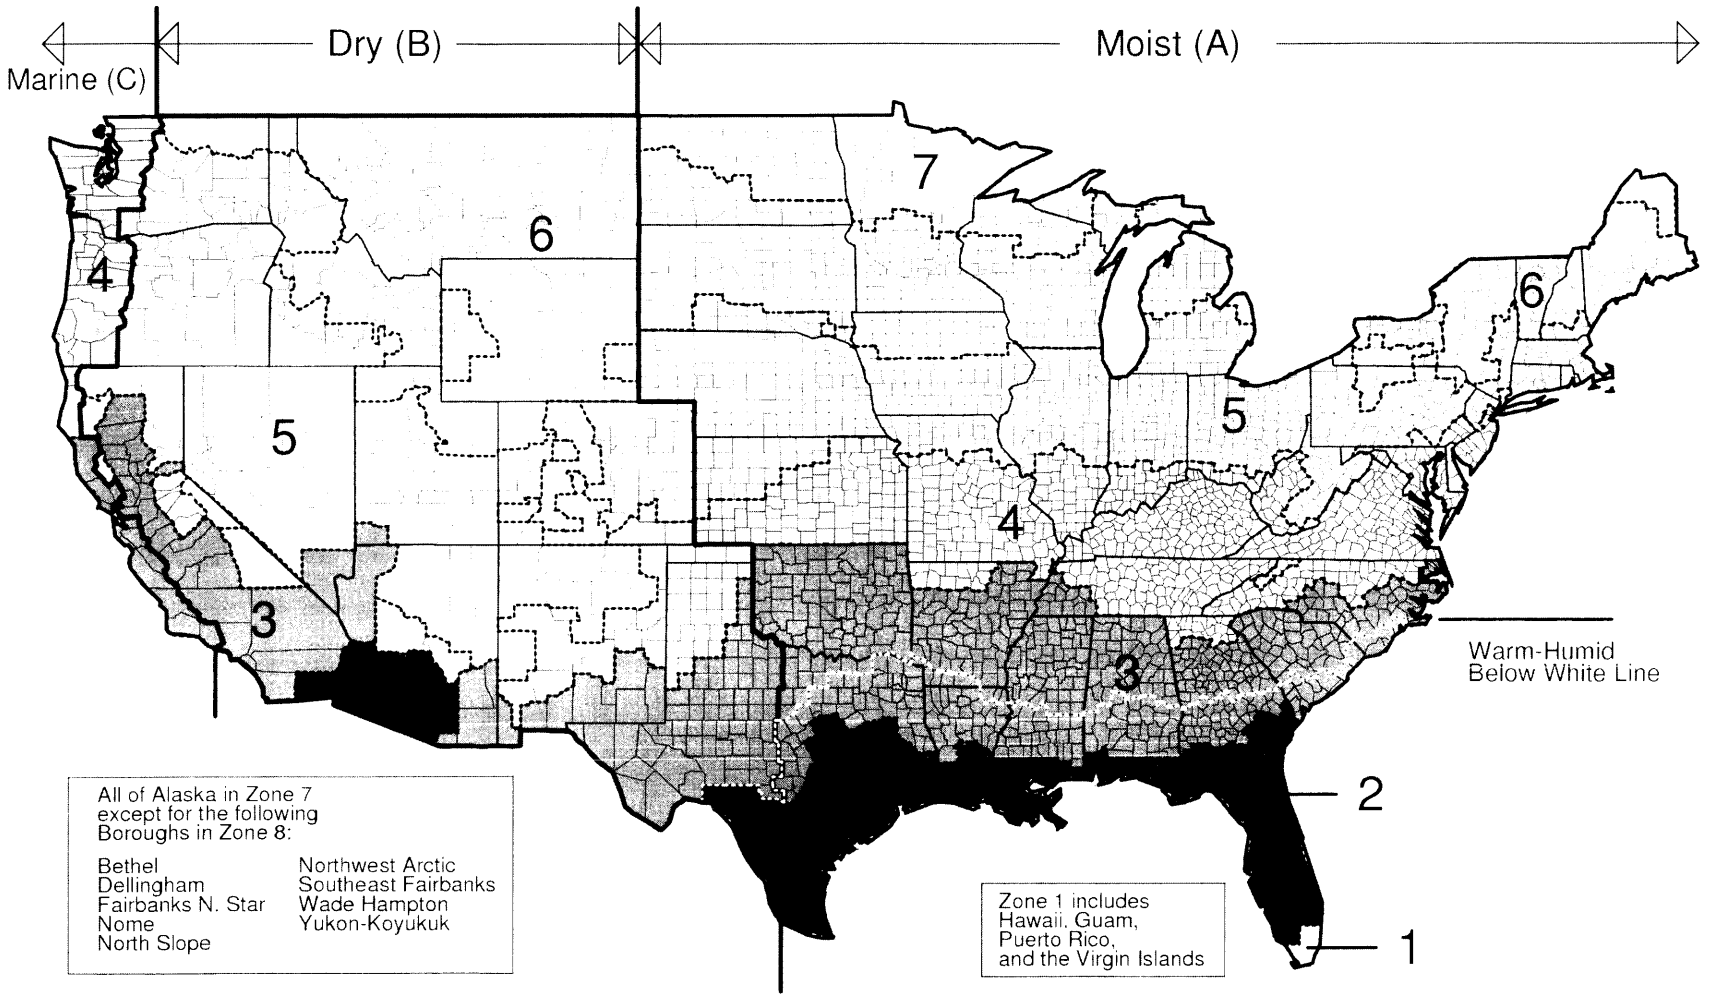 Marine (C)
Dry (B)
Moist (A)
7
6
4
6
5
5
4
3
3
Warm-Humid
Below White Line
2
1
All of Alaska in Zone 7
except for the following
Boroughs in Zone 8:
Bethel
Dellingham
Fairbanks N. Star
Nome
North Slope
Northwest Arctic
Southeast Fairbanks
Wade Hampton
Yukon-Koyukuk
Zone 1 includes
Hawaii, Guam,
Puerto Rico,
and the Virgin Islands